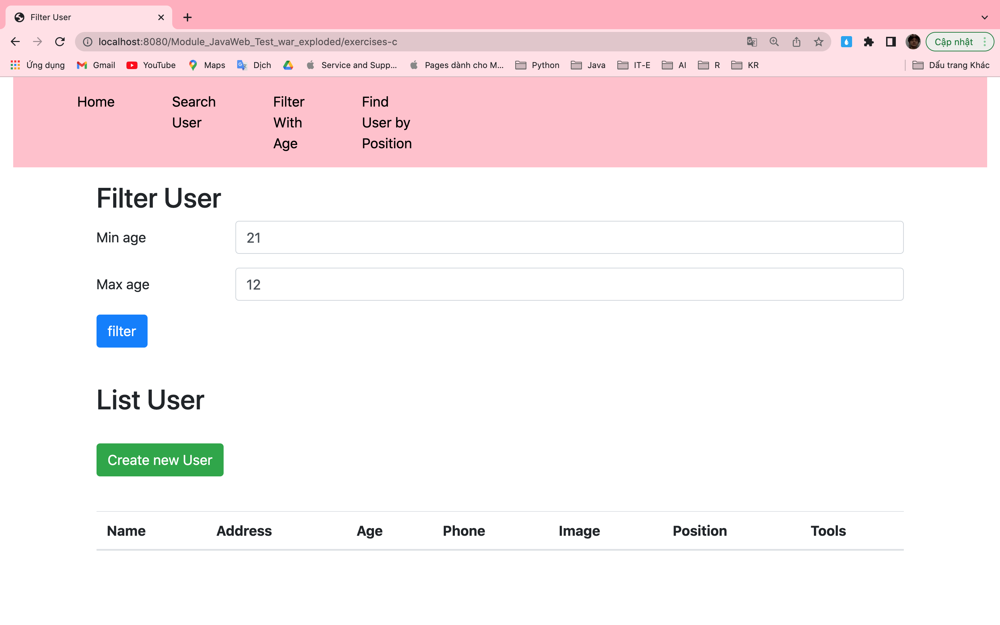 Filter User
localhost:8080/Module_JavaWeb_Test_war_exploded/exercises-c
Cập nhật
Ứng dụng Gmail YouTube Maps Dịch Service and Supp... Pages dành cho M... Python Java IT-E AI R KR Dấu trang Khác
Home Search Filter Find
User With User by
Age Position
Filter User
Min age 21
Max age 12
filter
List User
Create new User
Name Address Age Phone Image Position Tools